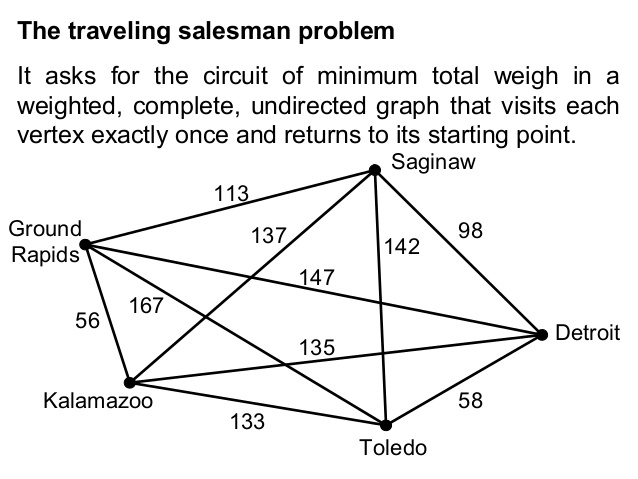 The traveling salesman problem
It asks for the circuit of minimum total weigh in a
weighted, complete, undirected graph that visits each
vertex exactly once and returns to its starting point.
Saginaw
113
98
Ground
Rapids
137
142
147
167
56
135
Detroit
Kalamazoo
133
58
Toledo